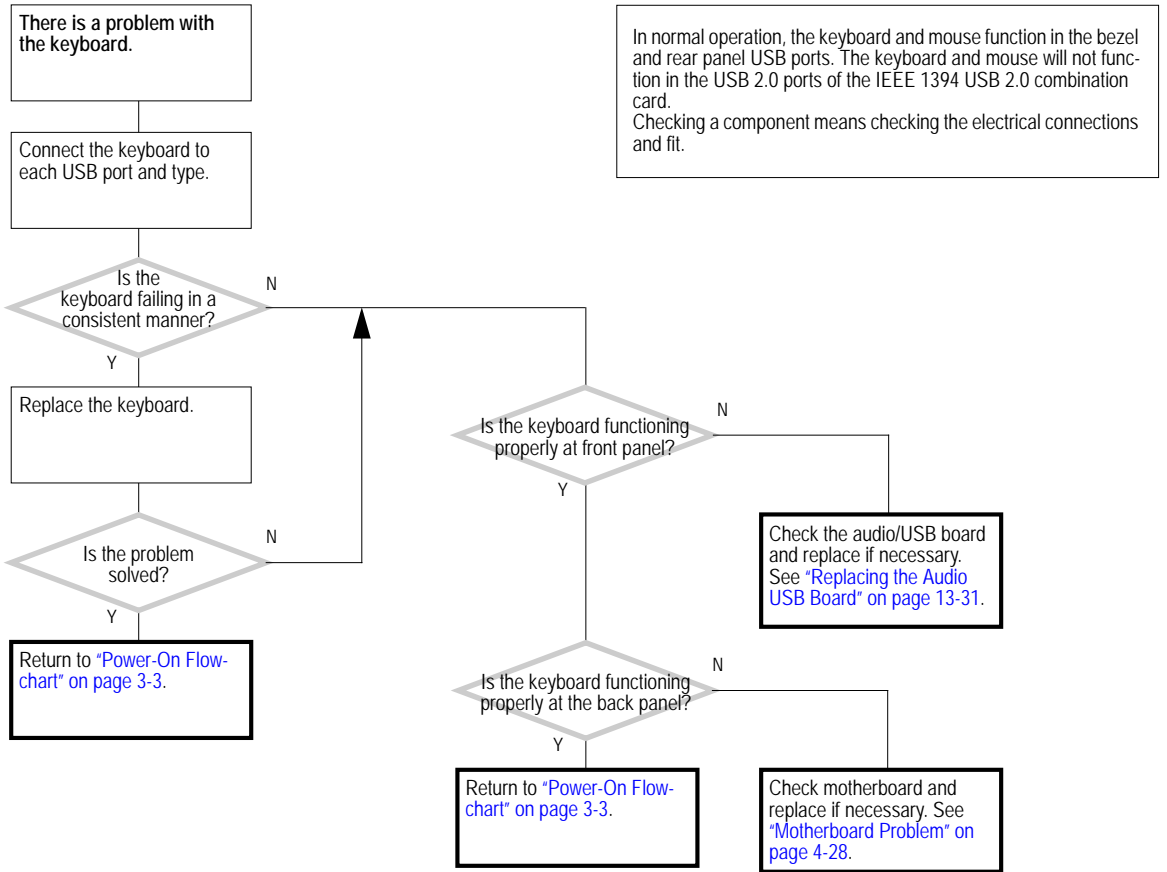 There is a problem with
the keyboard.
In normal operation, the keyboard and mouse function in the bezel
and rear panel USB ports. The keyboard and mouse will not func-
tion in the USB 2.0 ports of the IEEE 1394 USB 2.0 combination
card.
Checking a component means checking the electrical connections
and fit.
Connect the keyboard to
each USB port and type.
Is the
keyboard failing in a
consistent manner?
N
Y
Replace the keyboard.
Is the problem
solved?
N
Y
Return to "Power-On Flow-
chart" on page 3-3.
Is the keyboard functioning
properly at front panel?
N
Y
Check the audio/USB board
and replace if necessary.
See "Replacing the Audio
USB Board" on page 13-31.
Is the keyboard functioning
properly at the back panel?
N
Y
Return to "Power-On Flow-
chart" on page 3-3.
Check motherboard and
replace if necessary. See
"Motherboard Problem" on
page 4-28.